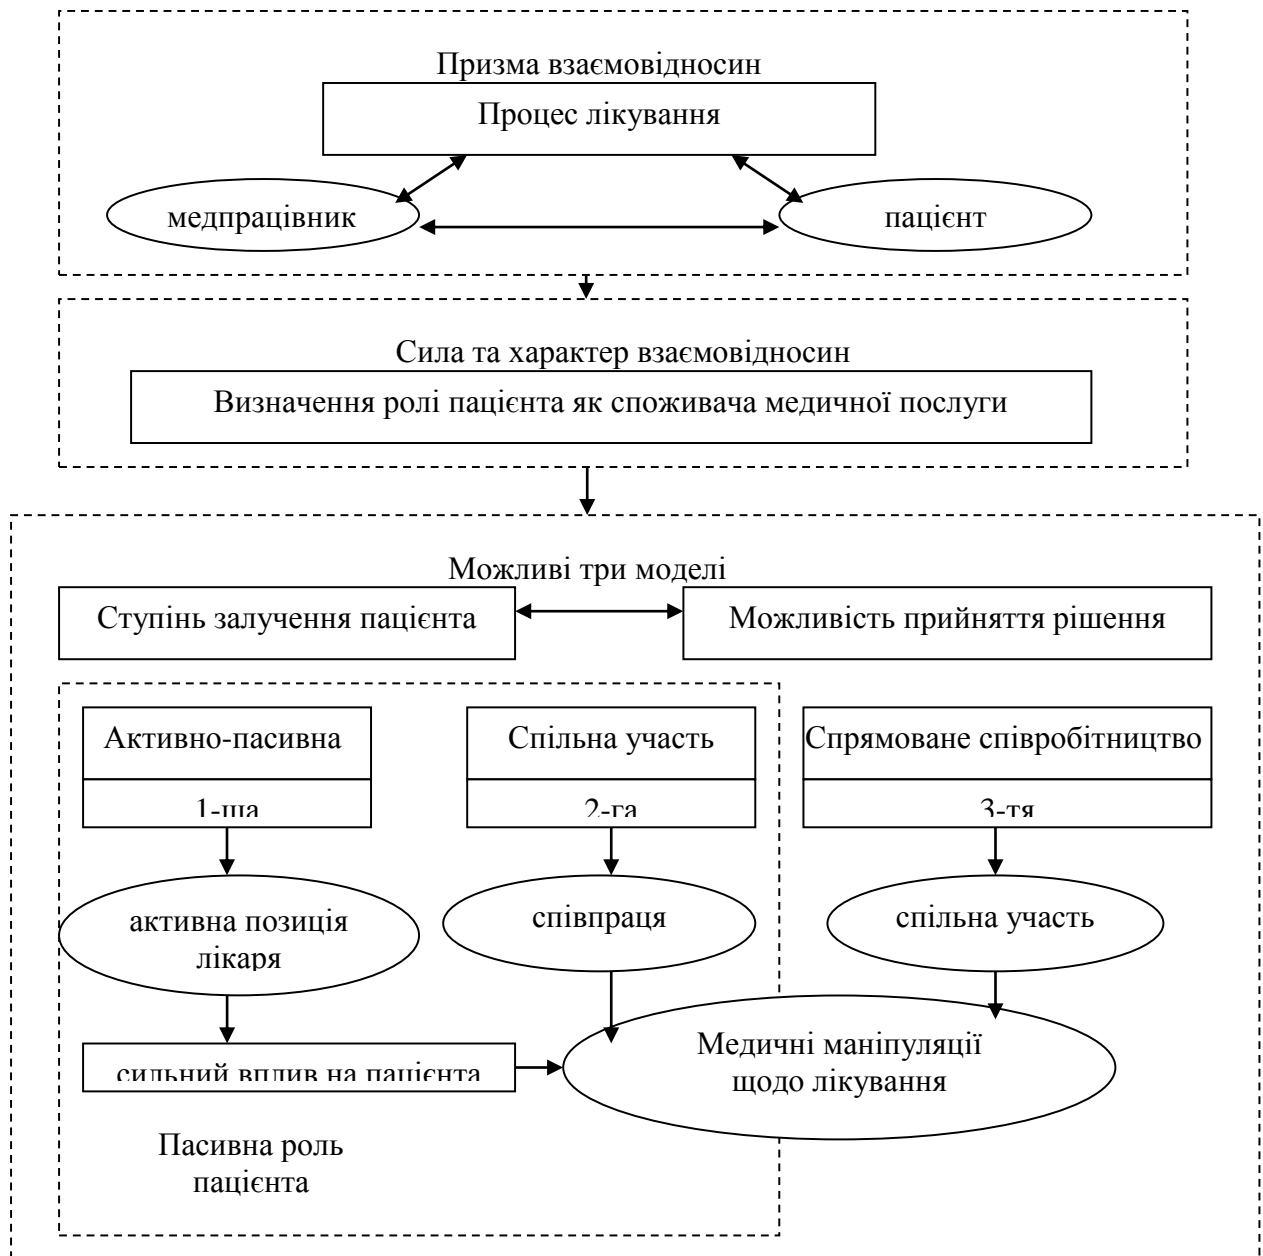 Призма взаємовідносин
Процес лікування
медпрацівник
пацієнт
Сила та характер взаємовідносин
Визначення ролі пацієнта як споживача медичної послуги
Можливі три моделі
Ступінь залучення пацієнта
Можливість прийняття рішення
Активно-пасивна
Спільна участь
Спрямоване співробітництво
1-ша
2-га
3-тя
активна позиція
лікаря
співпраця
спільна участь
сильний вплив на пацієнта
Медичні маніпуляції
щодо лікування
Пасивна роль
пацієнта